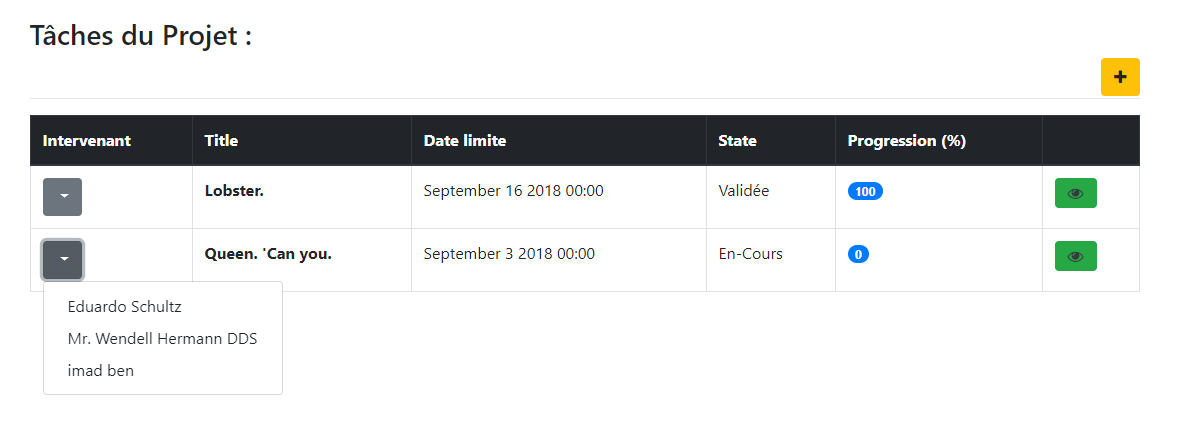 Tâches du Projet :
+
Intervenant Title Date limite State Progression (%)
Lobster. September 16 2018 00:00 Validée 100
Queen. 'Can you. September 3 2018 00:00 En-Cours 0
Eduardo Schultz
Mr. Wendell Hermann DDS
imad ben